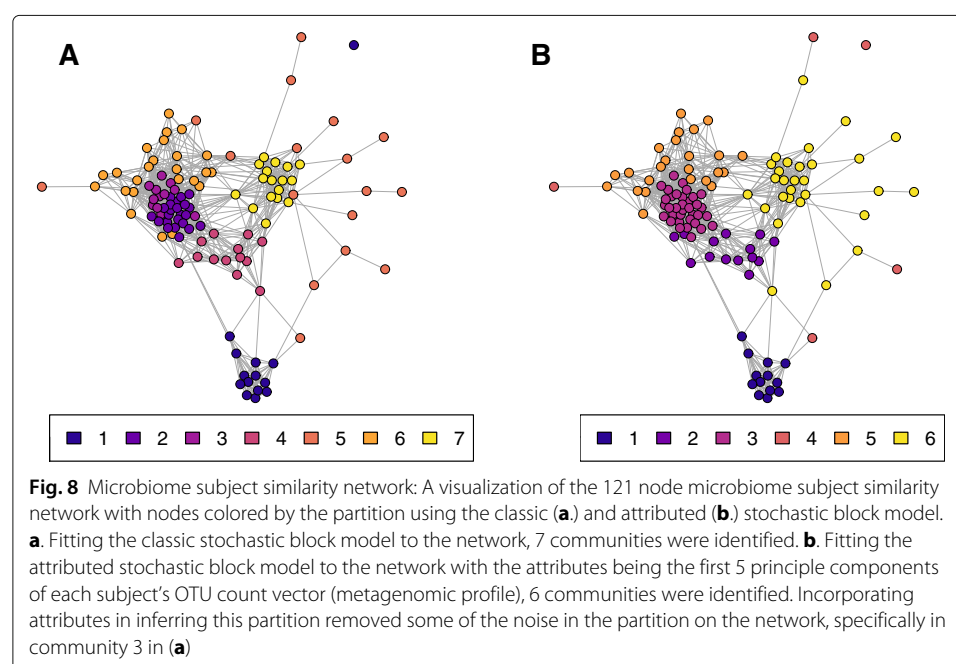 A
B
1 2 3 4 5 6 7
1 2 3 4 5 6
Fig. 8 Microbiome subject similarity network: A visualization of the 121 node microbiome subject similarity
network with nodes colored by the partition using the classic (a.) and attributed (b.) stochastic block model.
a. Fitting the classic stochastic block model to the network, 7 communities were identified. b. Fitting the
attributed stochastic block model to the network with the attributes being the first 5 principle components
of each subject's OTU count vector (metagenomic profile), 6 communities were identified. Incorporating
attributes in inferring this partition removed some of the noise in the partition on the network, specifically in
community 3 in (a)